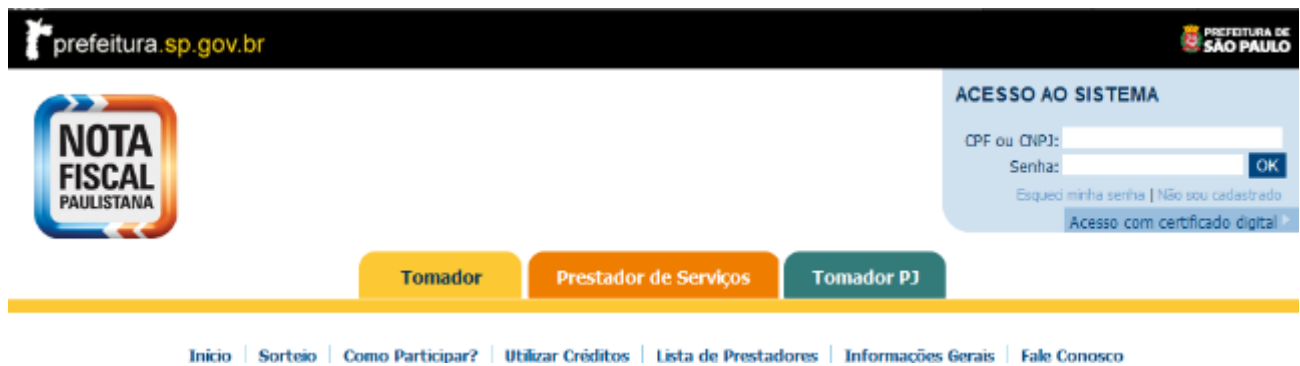 prefeitura.sp.gov.br
PREFEITURA DE
SÃO PAULO
NOTA
FISCAL
PAULISTANA
ACESSO AO SISTEMA
CPF ou CNPJ:
Senha:
OK
Esqueci minha senha | Não sou cadastrado
Acesso com certificado digital
Tomador
Prestador de Serviços
Tomador PJ
Início | Sorteio | Como Participar? | Utilizar Créditos | Lista de Prestadores | Informações Gerais | Fale Conosco